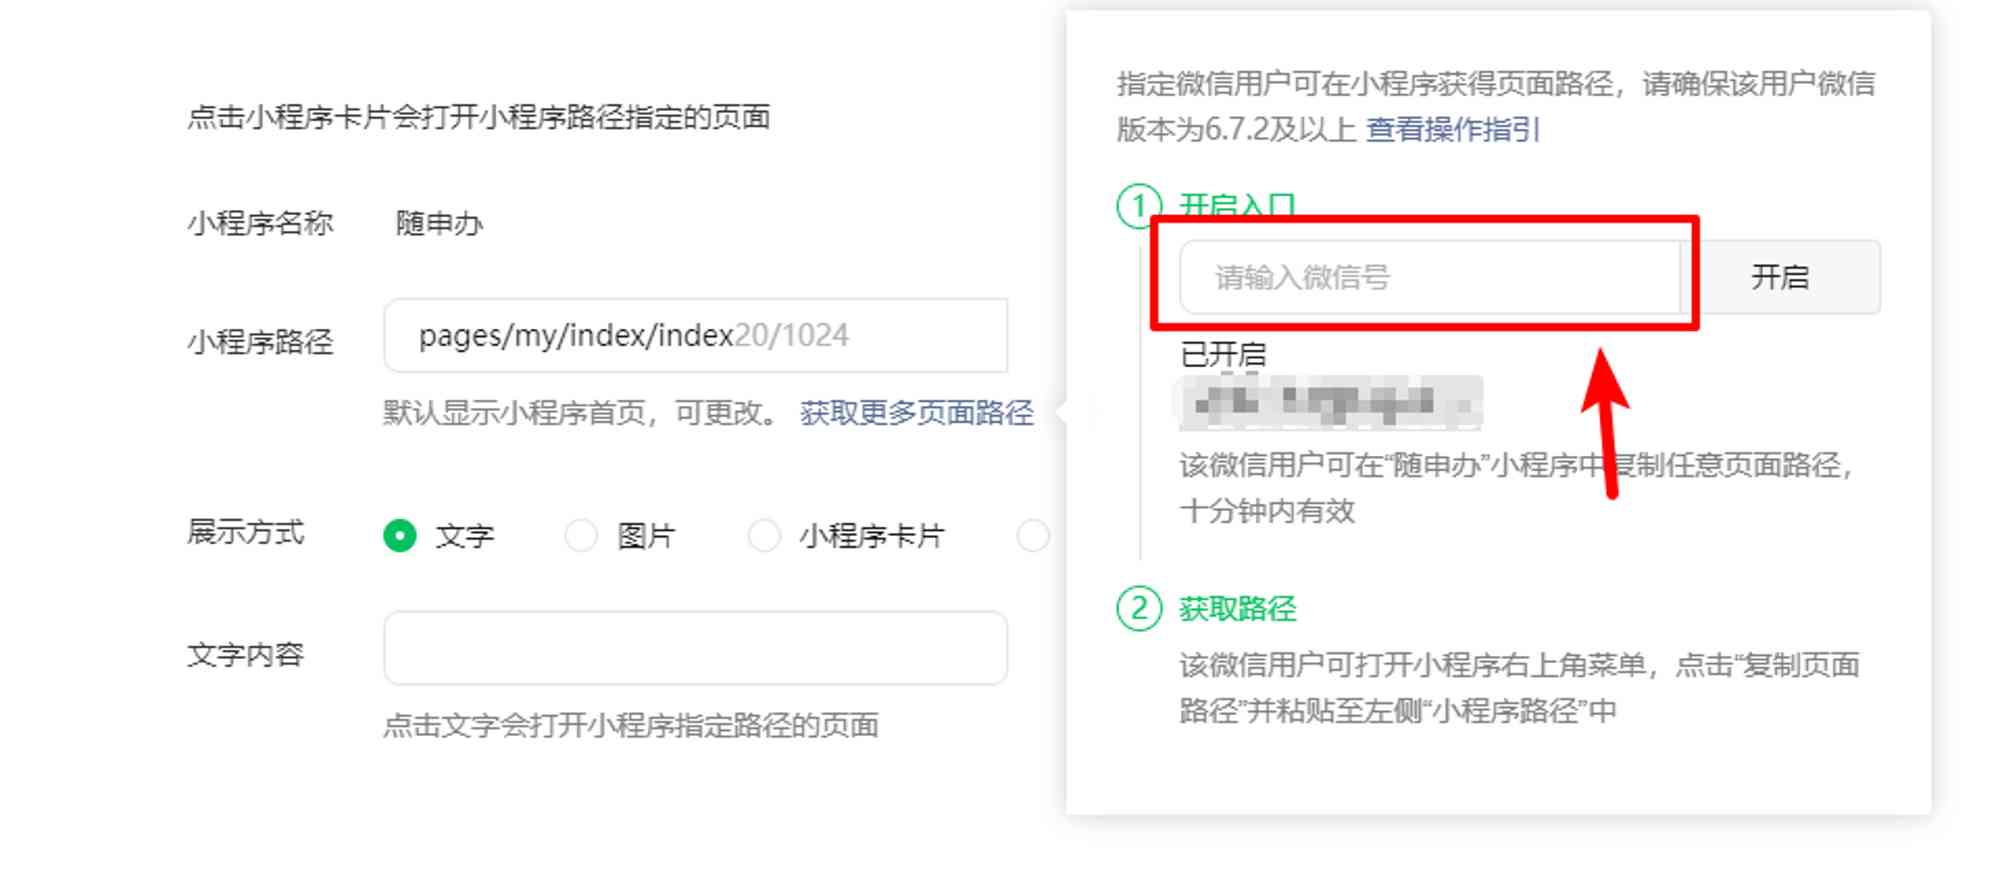 点击小程序卡片会打开小程序路径指定的页面
小程序名称 随申办
小程序路径 pages/my/index/index20/1024
默认显示小程序首页，可更改。 获取更多页面路径
展示方式 文字 图片 小程序卡片
文字内容
点击文字会打开小程序指定路径的页面
指定微信用户可在小程序获得页面路径，请确保该用户微信
版本为6.7.2及以上 查看操作指引
1 开启入口
请输入微信号 开启
已开启
该微信用户可在“随申办”小程序中复制任意页面路径，
十分钟内有效
2 获取路径
该微信用户可打开小程序右上角菜单，点击“复制页面
路径”并粘贴至左侧“小程序路径”中